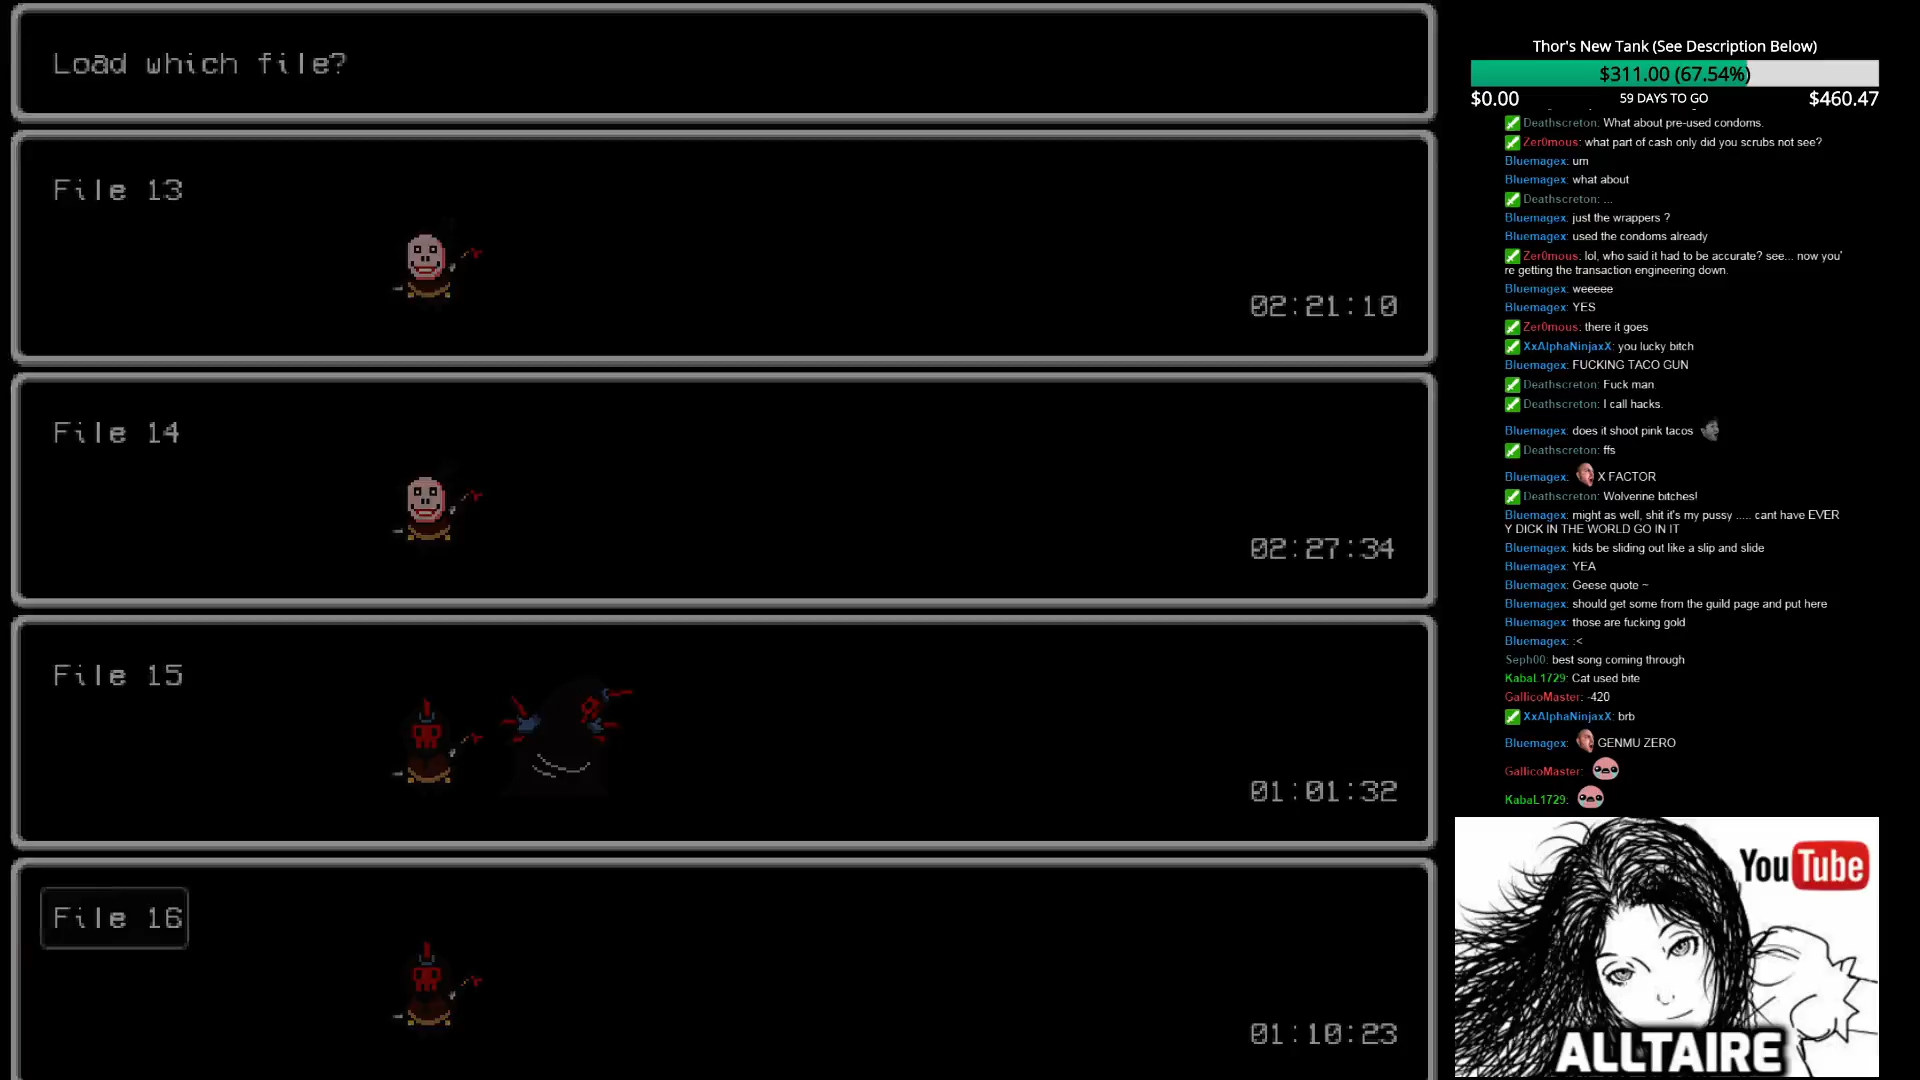 Load which file?
File 13
02:21:10
File 14
02:27:34
File 15
01:01:32
File 16
01:10:23
Thor's New Tank (See Description Below)
$311.00 (67.54%)
$0.00 59 DAYS TO GO $460.47
Deathscreton: What about pre-used condoms.
Zer0mous: what part of cash only did you scrubs not see?
Bluemagex: um
Bluemagex: what about
Deathscreton: ...
Bluemagex: just the wrappers ?
Bluemagex: used the condoms already
Zer0mous: lol, who said it had to be accurate? see... now you'
re getting the transaction engineering down.
Bluemagex: weeeee
Bluemagex: YES
Zer0mous: there it goes
XxAlphaNinjaxX: you lucky bitch
Bluemagex: FUCKING TACO GUN
Deathscreton: Fuck man
Deathscreton: I call hacks.
Bluemagex: does it shoot pink tacos
Deathscreton: ffs
Bluemagex: X FACTOR
Deathscreton: Wolverine bitches!
Bluemagex: might as well, shit it's my pussy ..... cant have EVER
Y DICK IN THE WORLD GO IN IT
Bluemagex: kids be sliding out like a slip and slide
Bluemagex: YEA
Bluemagex: Geese quote ~
Bluemagex: should get some from the guild page and put here
Bluemagex: those are fucking gold
Bluemagex: :<
Seph00: best song coming through
KabaL1729: Cat used bite
GallicoMaster: -420
XxAlphaNinjaxX: brb
Bluemagex: GENMU ZERO
GallicoMaster:
KabaL1729:
YouTube
ALLTAIRE